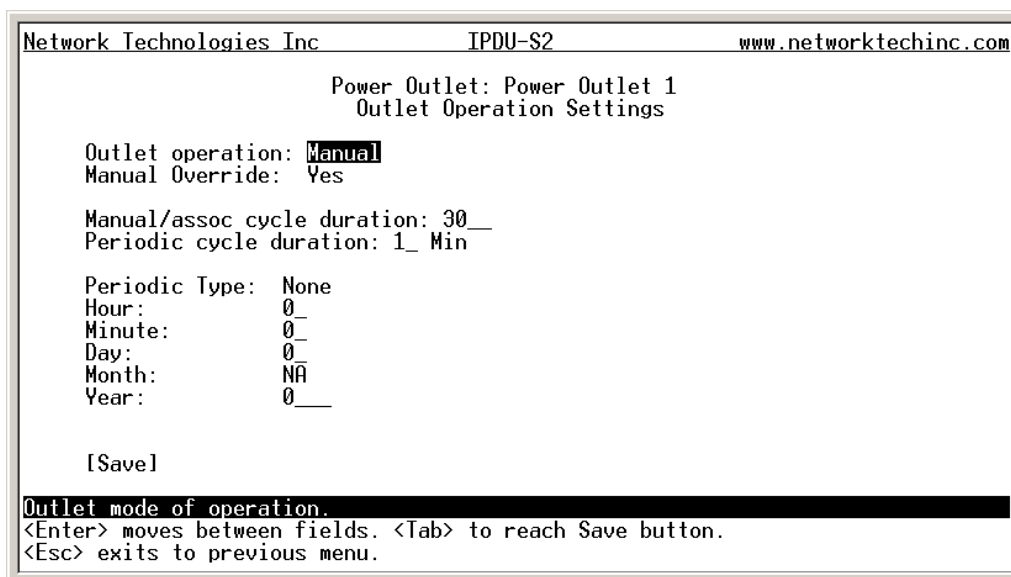 Network Technologies Inc IPDU-S2 www.networktechinc.com
Power Outlet: Power Outlet 1
Outlet Operation Settings
Outlet operation: Manual
Manual Override: Yes
Manual/assoc cycle duration: 30__
Periodic cycle duration: 1_ Min
Periodic Type: None
Hour: 0_
Minute: 0_
Day: 0_
Month: NA
Year: 0___
[Save]
Outlet mode of operation.
<Enter> moves between fields. <Tab> to reach Save button.
<Esc> exits to previous menu.